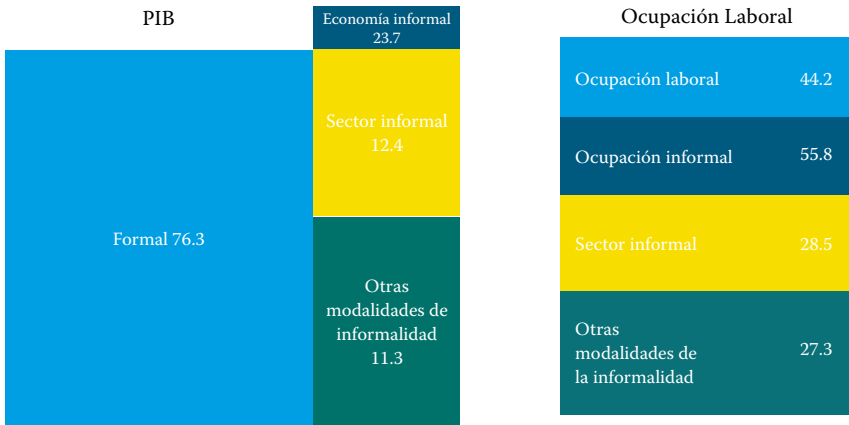 PIB
Economía informal
23.7
Sector informal
12.4
Formal 76.3
Otras
modalidades de
informalidad
11.3
Ocupación Laboral
Ocupación laboral 44.2
Ocupación informal 55.8
Sector informal 28.5
Otras
modalidades de 27.3
la informalidad